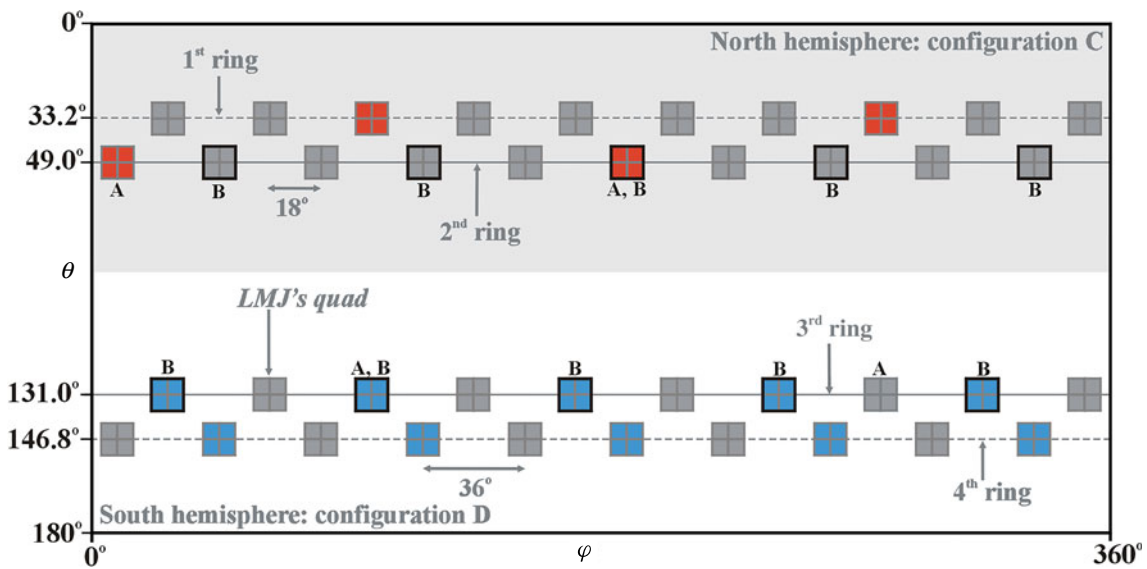 0°
North hemisphere: configuration C
1st ring
33.2°
49.0°
A
B
B
A, B
B
B
18°
2nd ring
θ
LMJ's quad
3rd ring
B
A, B
B
B
A
B
131.0°
146.8°
36°
4th ring
South hemisphere: configuration D
180°
0°
φ
360°